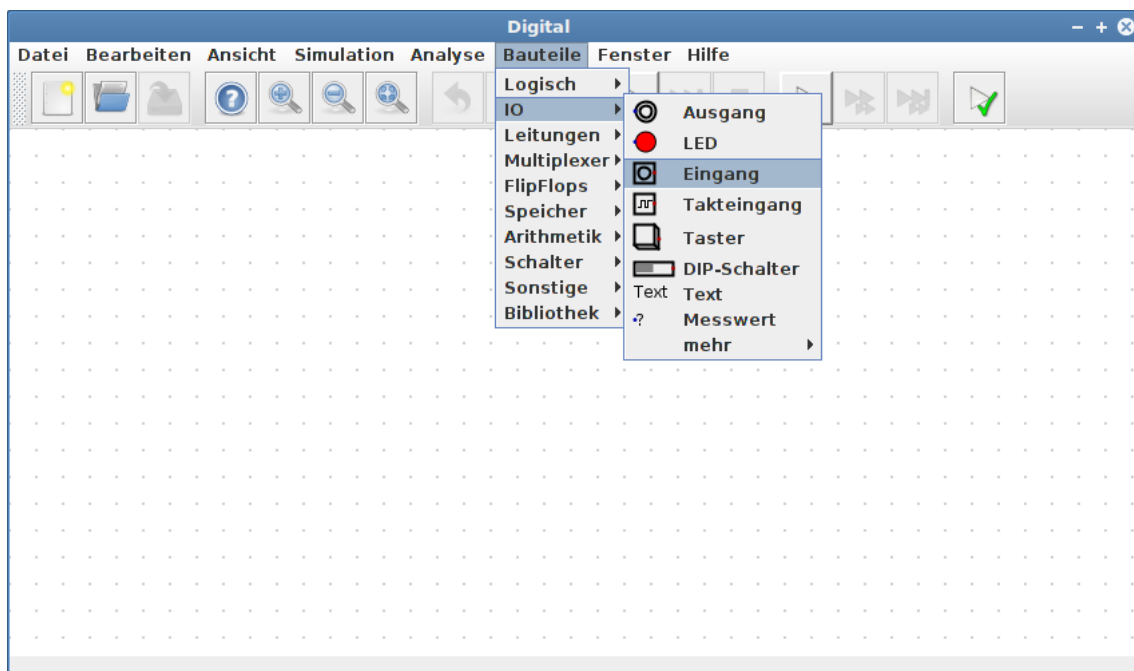 Digital
Datei Bearbeiten Ansicht Simulation Analyse Bauteile Fenster Hilfe
Logisch
IO
Leitungen
Multiplexer
FlipFlops
Speicher
Arithmetik
Schalter
Sonstige
Bibliothek
Ausgang
LED
Eingang
Takteingang
Taster
DIP-Schalter
Text Text
? Messwert
mehr